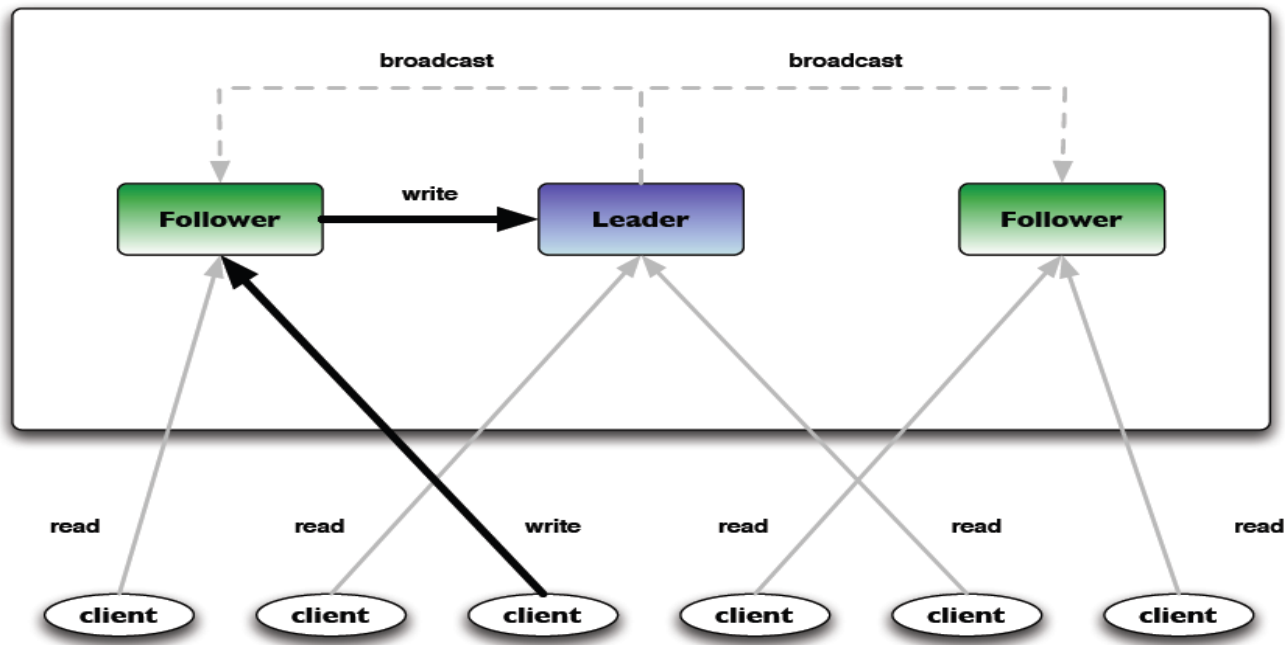 broadcast broadcast
write
Follower Leader Follower
read read write read read read
client client client client client client